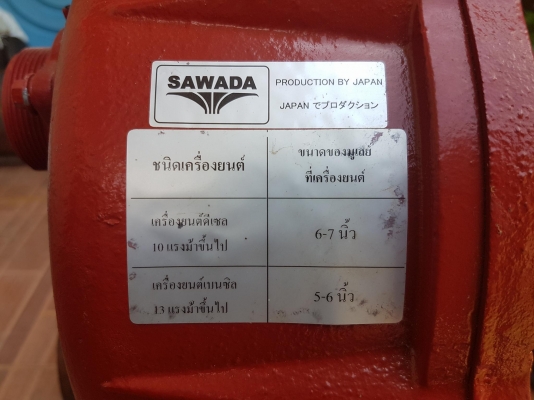 SAWADA
PRODUCTION BY JAPAN
JAPAN でプロダクション
ชนิดเครื่องยนต์
ขนาดของมูเลย์
ที่เครื่องยนต์
เครื่องยนต์ดีเซล
10 แรงม้าขึ้นไป
6-7 นิ้ว
เครื่องยนต์เบนซิล
13 แรงม้าขึ้นไป
5-6 นิ้ว